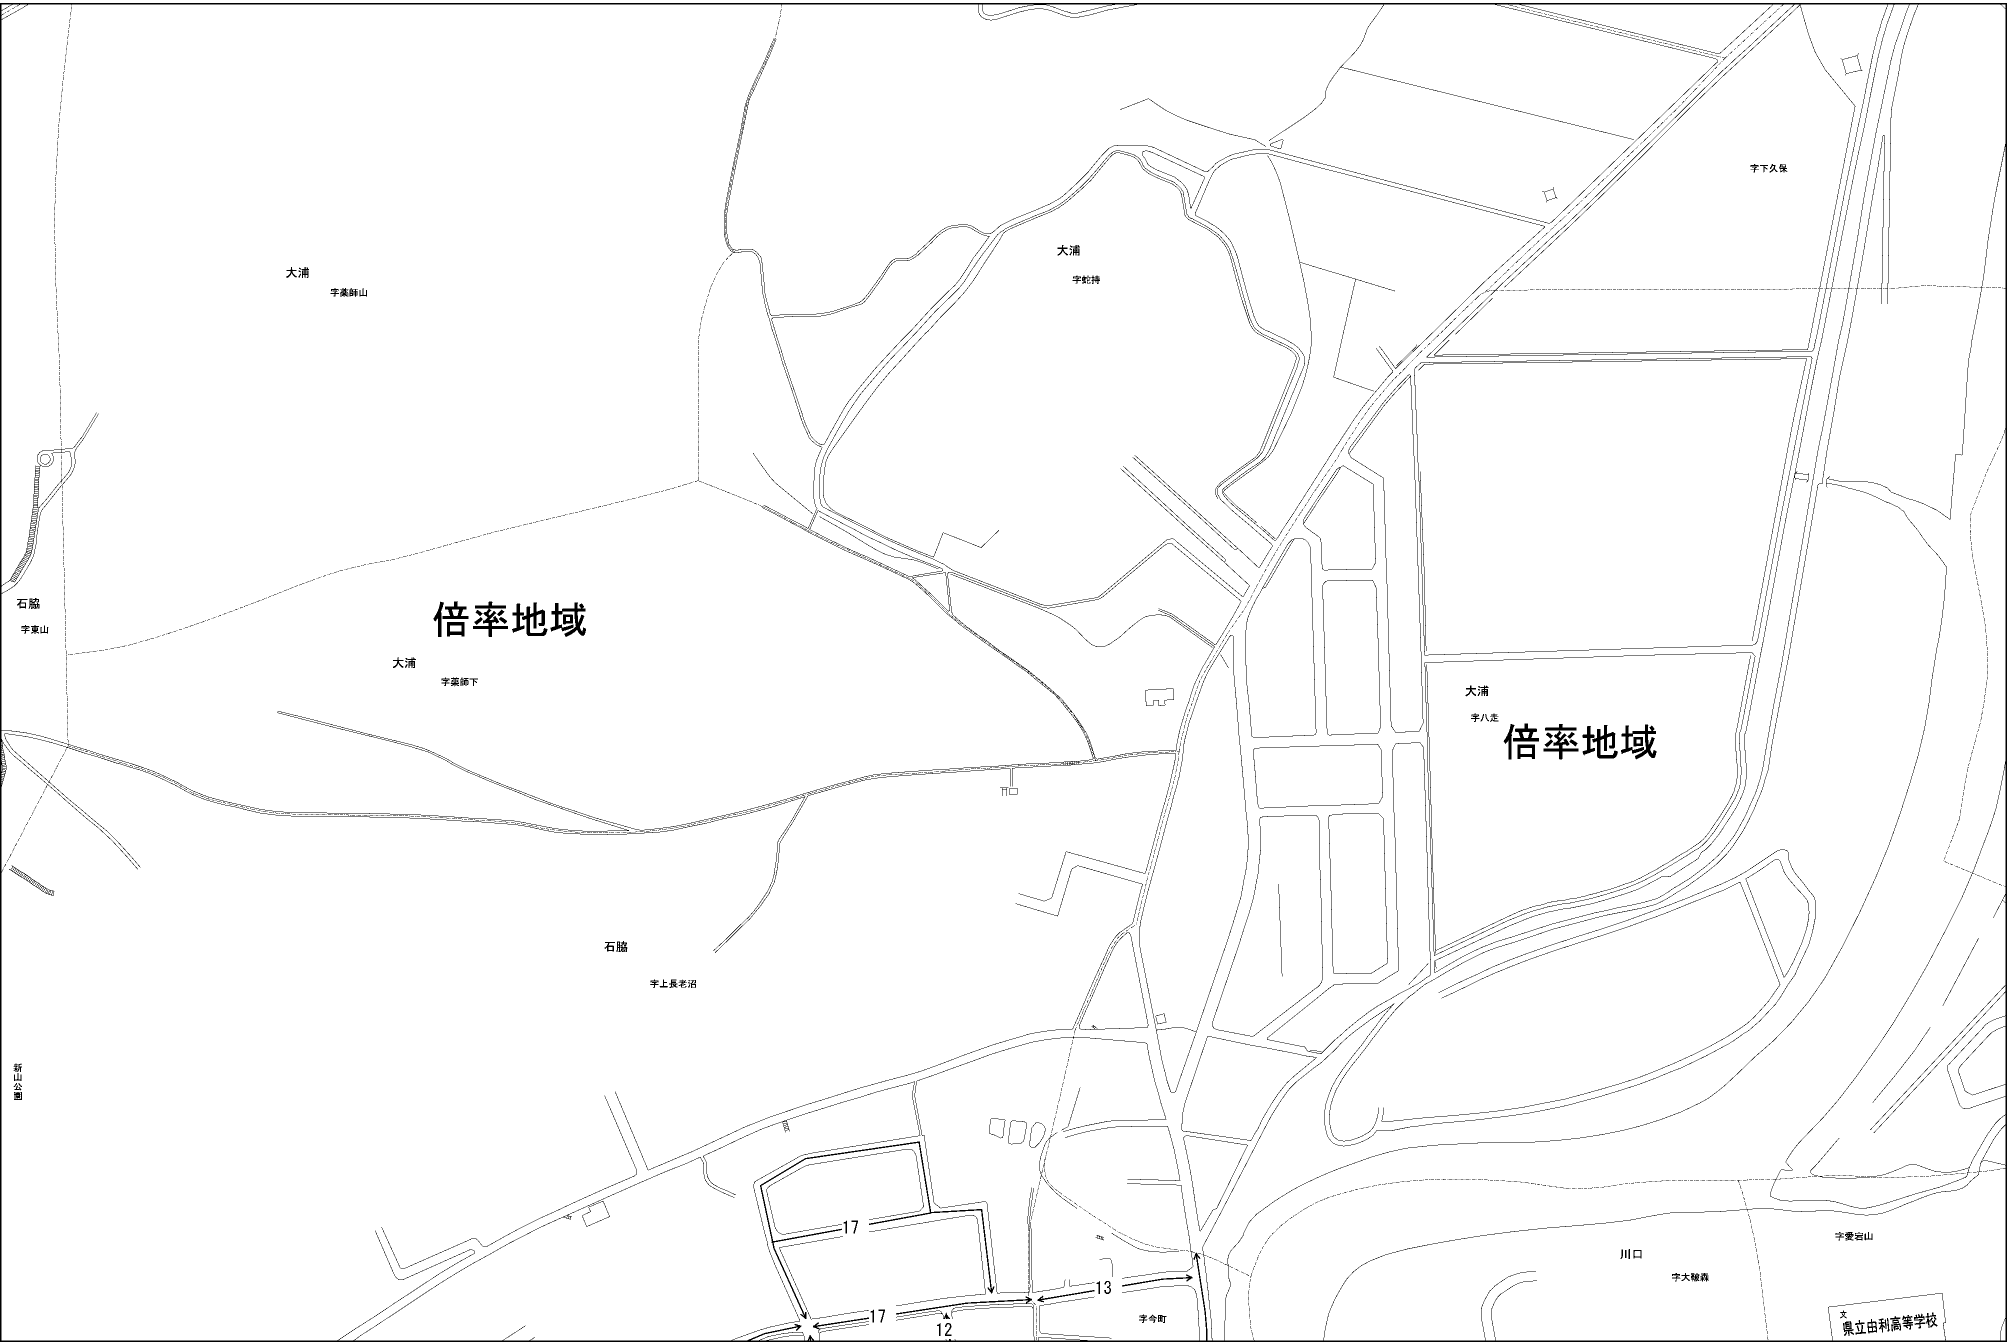 字下久保
大浦
字蛇持
大浦
字薬師山
石脇
字東山
倍率地域
大浦
字薬師下
大浦
字八走
倍率地域
石脇
字上長老沼
新山公園
17
川口
字大鞁森
字愛宕山
13
17
12
字今町
文
県立由利高等学校